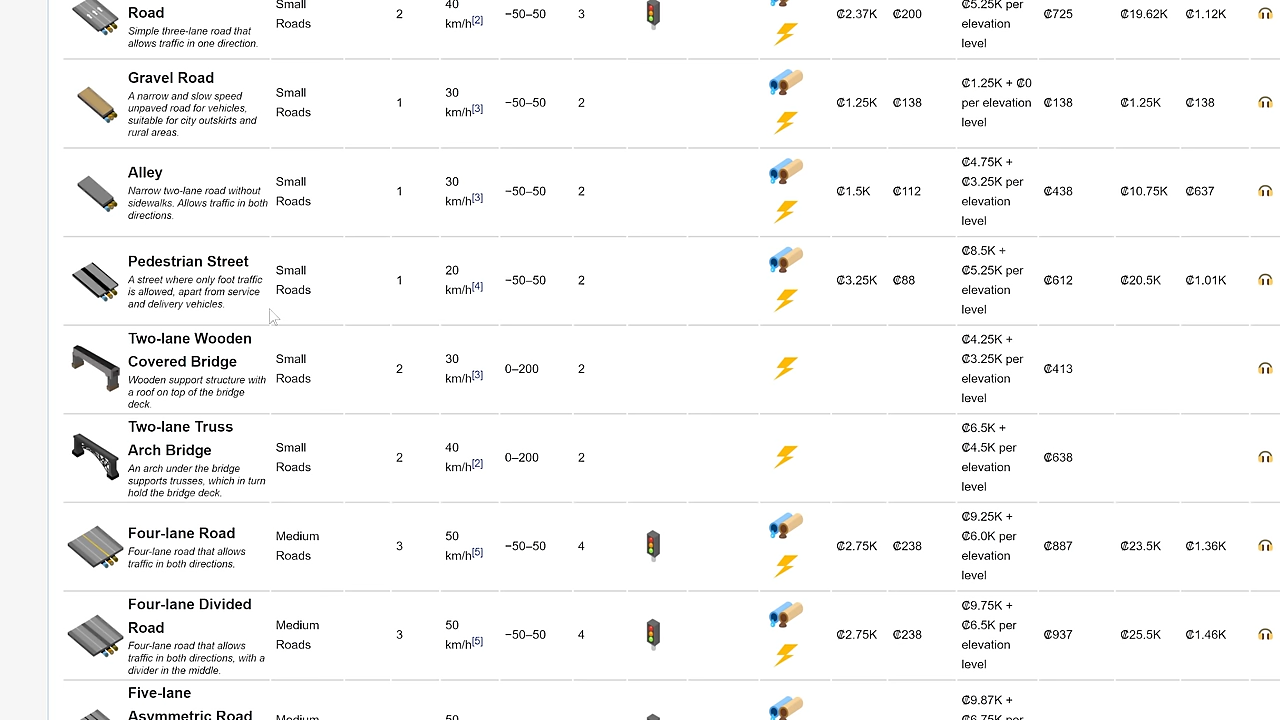 Road
Simple three-lane road that
allows traffic in one direction.
Small
Roads
2
40
km/h[2]
−50–50
3
₡2.37K
₡200
₡5.25K per
elevation
level
₡725
₡19.62K
₡1.12K
Gravel Road
A narrow and slow speed
unpaved road for vehicles,
suitable for city outskirts and
rural areas.
Small
Roads
1
30
km/h[3]
−50–50
2
₡1.25K
₡138
₡1.25K + ₡0
per elevation
level
₡138
₡1.25K
₡138
Alley
Narrow two-lane road without
sidewalks. Allows traffic in both
directions.
Small
Roads
1
30
km/h[3]
−50–50
2
₡1.5K
₡112
₡4.75K +
₡3.25K per
elevation
level
₡438
₡10.75K
₡637
Pedestrian Street
A street where only foot traffic
is allowed, apart from service
and delivery vehicles.
Small
Roads
1
20
km/h[4]
−50–50
2
₡3.25K
₡88
₡8.5K +
₡5.25K per
elevation
level
₡612
₡20.5K
₡1.01K
Two-lane Wooden
Covered Bridge
Wooden support structure with
a roof on top of the bridge
deck.
Small
Roads
2
30
km/h[3]
0–200
2
₡4.25K +
₡3.25K per
elevation
level
₡413
Two-lane Truss
Arch Bridge
An arch under the bridge
supports trusses, which in turn
hold the bridge deck.
Small
Roads
2
40
km/h[2]
0–200
2
₡6.5K +
₡4.5K per
elevation
level
₡638
Four-lane Road
Four-lane road that allows
traffic in both directions.
Medium
Roads
3
50
km/h[5]
−50–50
4
₡2.75K
₡238
₡9.25K +
₡6.0K per
elevation
level
₡887
₡23.5K
₡1.36K
Four-lane Divided
Road
Four-lane road that allows
traffic in both directions, with a
divider in the middle.
Medium
Roads
3
50
km/h[5]
−50–50
4
₡2.75K
₡238
₡9.75K +
₡6.5K per
elevation
level
₡937
₡25.5K
₡1.46K
Five-lane
Asymmetric Road
Medium
50
₡9.87K +
₡6.75K per